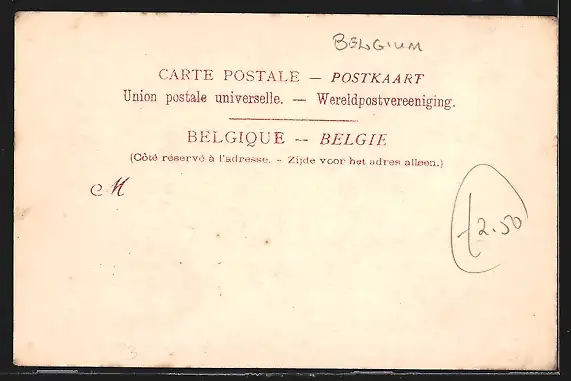 BELGIUM
CARTE POSTALE — POSTKAART
Union postale universelle. — Wereldpostvereeniging.
BELGIQUE — BELGIE
(Côté réservé à l'adresse. - Zijde voor het adres alleen.)
M
£2.50
3